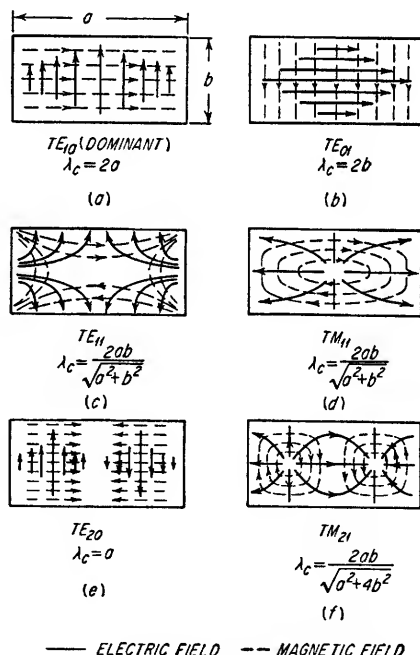 a
b
TE₁₀ (DOMINANT)
λc = 2a
(a)
TE₀₁
λc = 2b
(b)
TE₁₁
λc = 2ab/√(a²+b²)
(c)
TM₁₁
λc = 2ab/√(a²+b²)
(d)
TE₂₀
λc = a
(e)
TM₂₁
λc = 2ab/√(a²+4b²)
(f)
ELECTRIC FIELD MAGNETIC FIELD